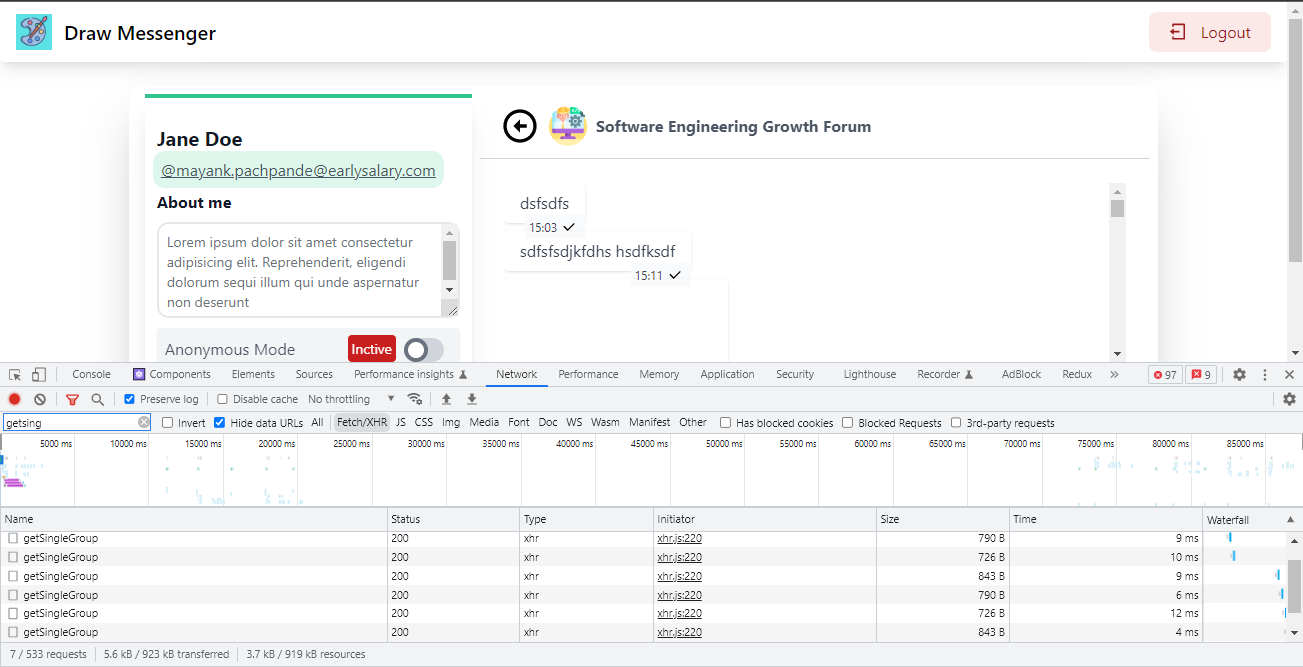 Draw Messenger
Logout
Jane Doe
@mayank.pachpande@earlysalary.com
About me
Lorem ipsum dolor sit amet consectetur
adipisicing elit. Reprehenderit, eligendi
dolorum sequi illum qui unde aspernatur
non deserunt
Anonymous Mode Inctive
Software Engineering Growth Forum
dsfsdfs
15:03
sdfsfsdjkfdhs hsdfksdf
15:11
Console Components Elements Sources Performance insights Network Performance Memory Application Security Lighthouse Recorder AdBlock Redux » 97 9
Preserve log Disable cache No throttling
getsing Invert Hide data URLs All Fetch/XHR JS CSS Img Media Font Doc WS Wasm Manifest Other Has blocked cookies Blocked Requests 3rd-party requests
5000 ms 10000 ms 15000 ms 20000 ms 25000 ms 30000 ms 35000 ms 40000 ms 45000 ms 50000 ms 55000 ms 60000 ms 65000 ms 70000 ms 75000 ms 80000 ms 85000 ms
Name Status Type Initiator Size Time Waterfall
getSingleGroup 200 xhr xhr.js:220 790 B 9 ms
getSingleGroup 200 xhr xhr.js:220 726 B 10 ms
getSingleGroup 200 xhr xhr.js:220 843 B 9 ms
getSingleGroup 200 xhr xhr.js:220 790 B 6 ms
getSingleGroup 200 xhr xhr.js:220 726 B 12 ms
getSingleGroup 200 xhr xhr.js:220 843 B 4 ms
7 / 533 requests 5.6 kB / 923 kB transferred 3.7 kB / 919 kB resources